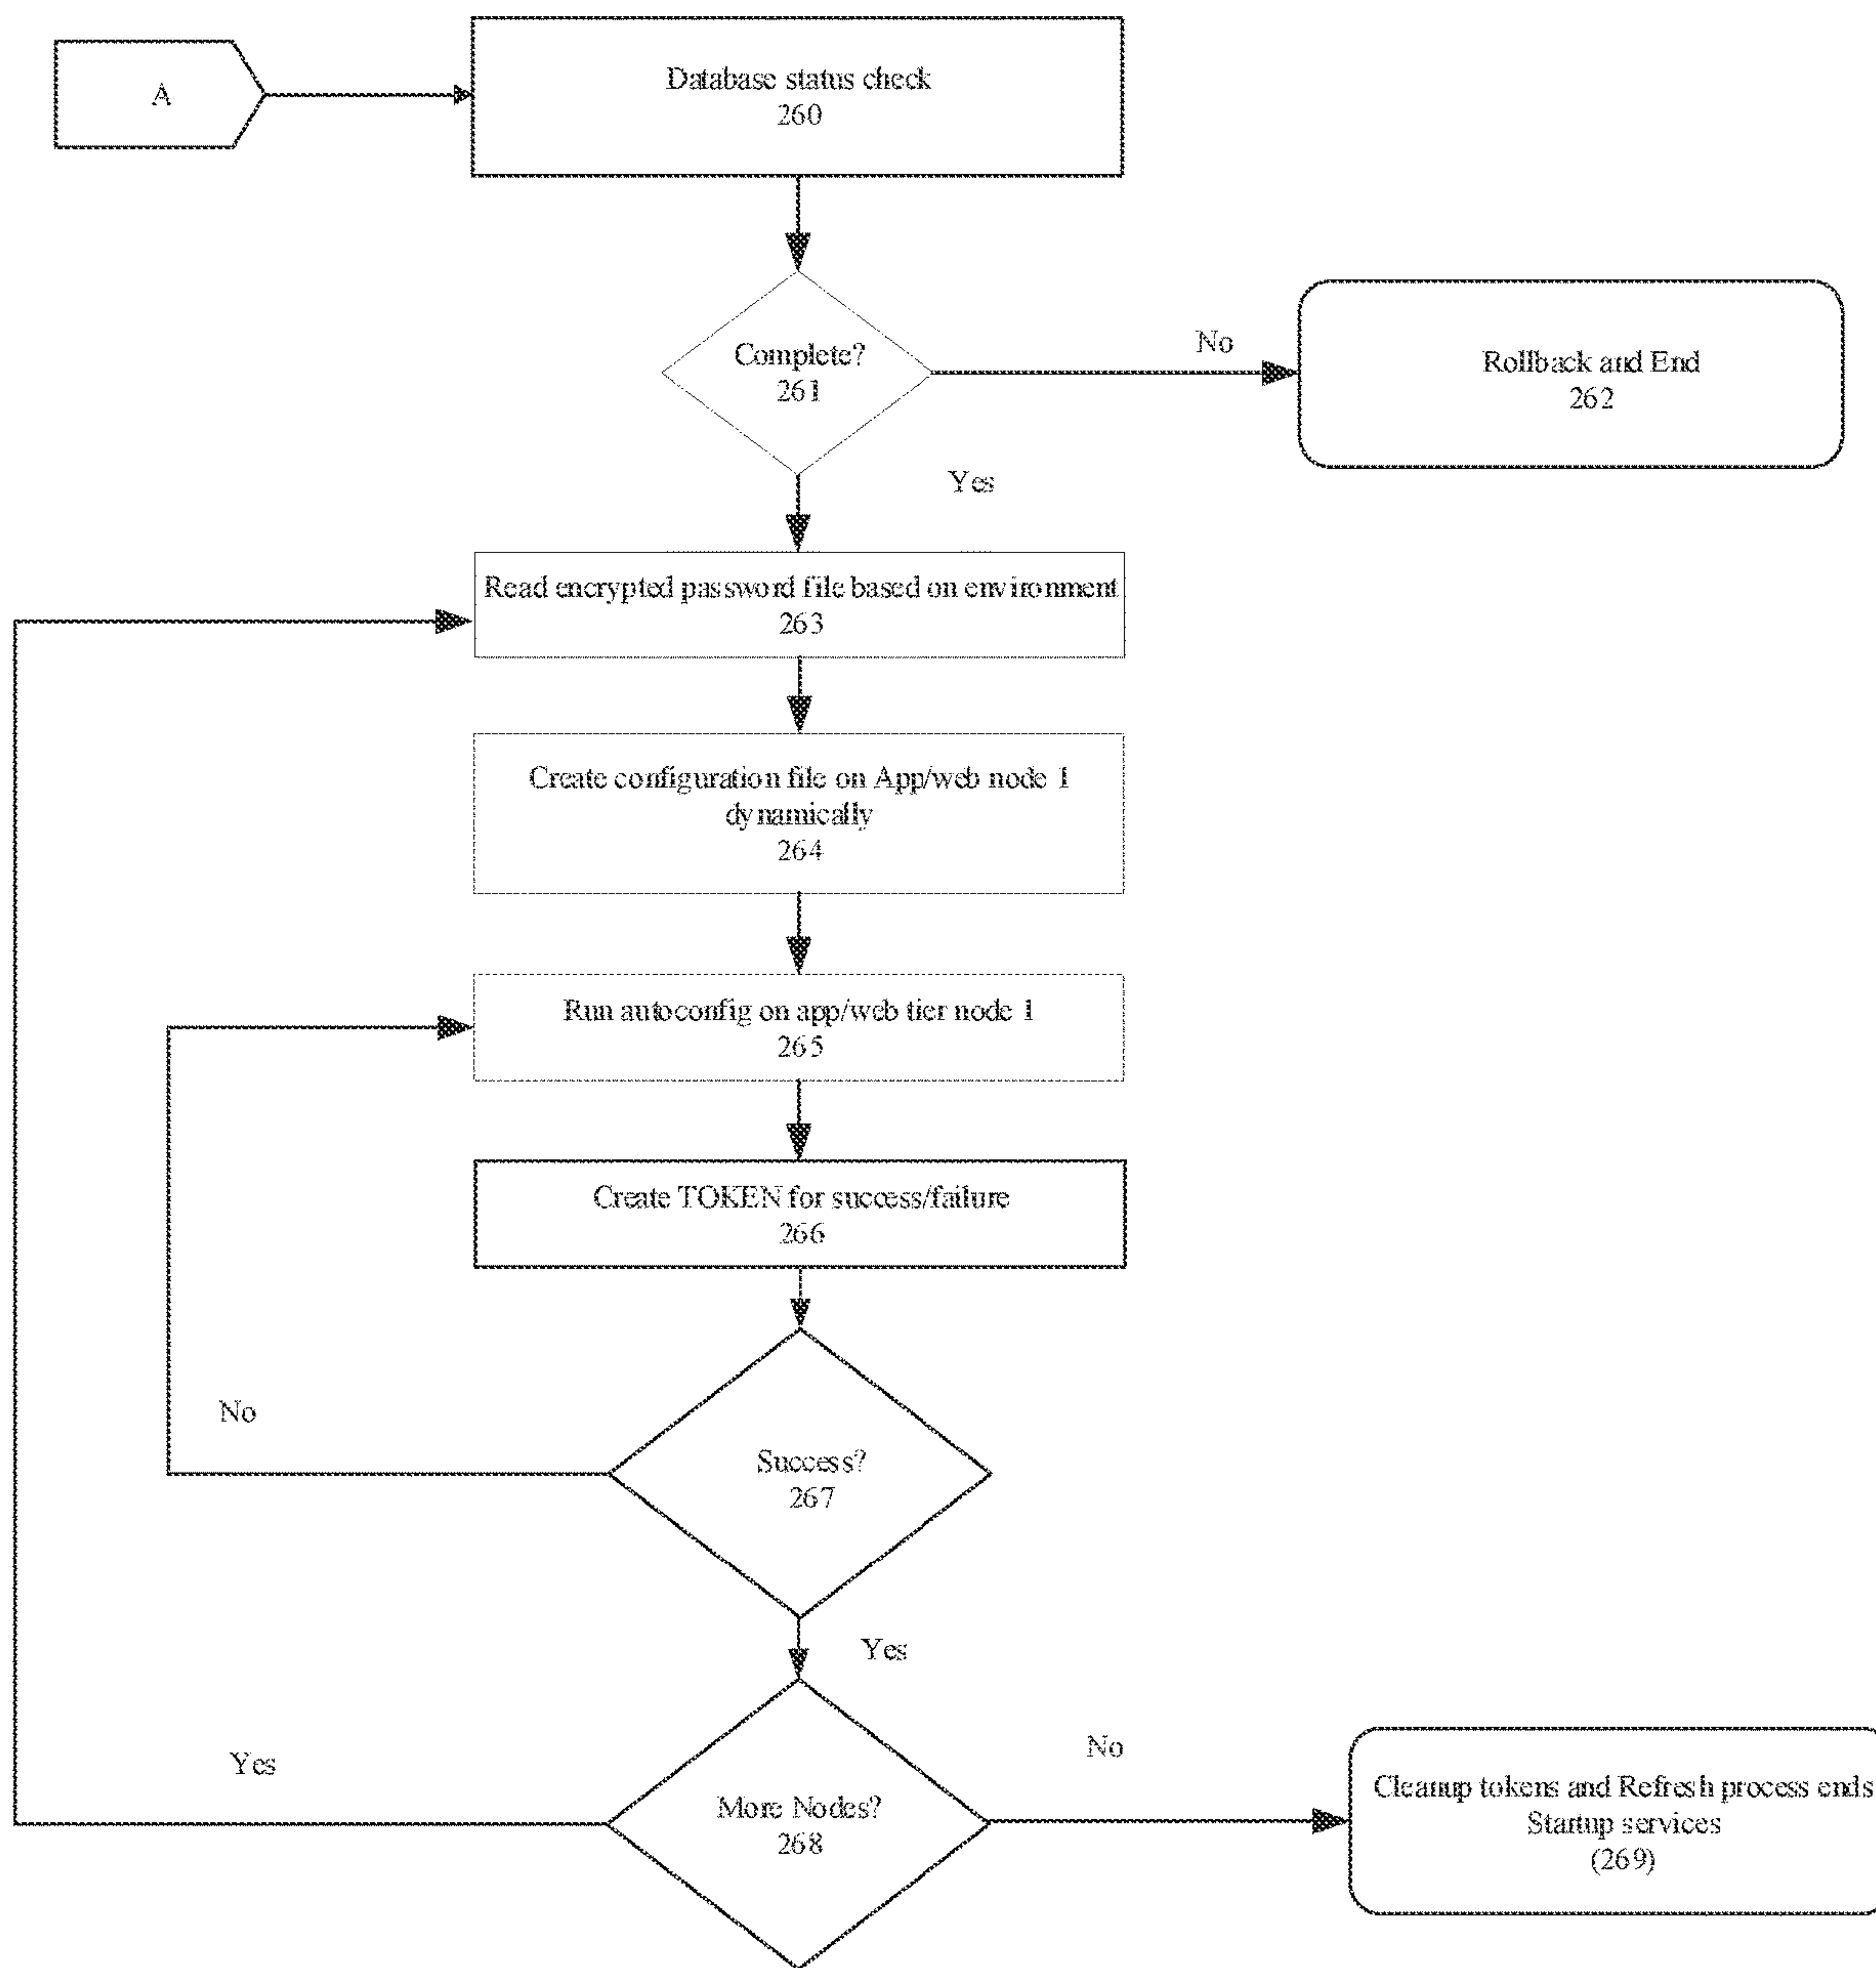 A
Database status check
260
Complete?
261
No
Rollback and End
262
Yes
Read encrypted password file based on environment
263
Create configuration file on App/web node 1
dynamically
264
Run autoconfig on app/web tier node 1
265
Create TOKEN for success/failure
266
No
Success?
267
Yes
Yes
More Nodes?
268
No
Cleanup tokens and Refresh process ends
Startup services
(269)